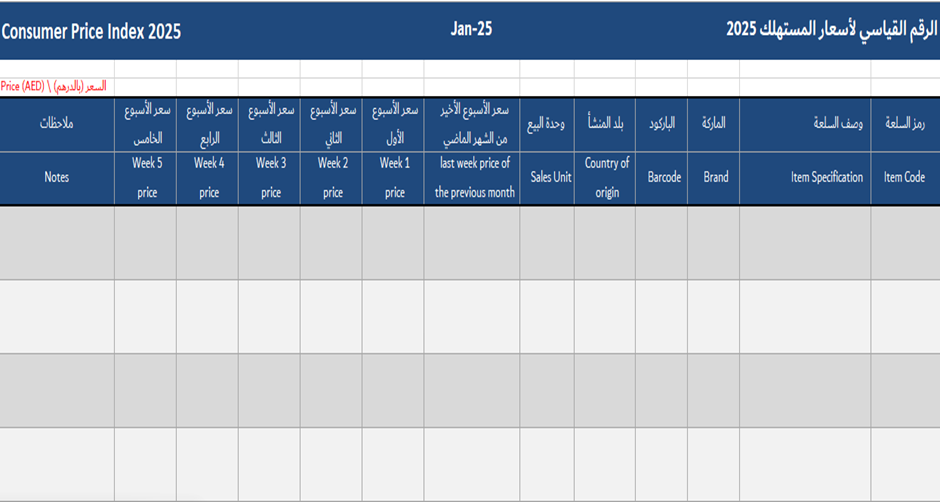 Consumer Price Index 2025
Jan-25
الرقم القياسي لأسعار المستهلك 2025
Price (AED) \ السعر (بالدرهم)
رمز السلعة
وصف السلعة
الماركة
الباركود
بلد المنشأ
وحدة البيع
سعر الأسبوع الأخير
من الشهر الماضي
سعر الأسبوع
الأول
سعر الأسبوع
الثاني
سعر الأسبوع
الثالث
سعر الأسبوع
الرابع
سعر الأسبوع
الخامس
ملاحظات
Item Code
Item Specification
Brand
Barcode
Country of
origin
Sales Unit
last week price of
the previous month
Week 1
price
Week 2
price
Week 3
price
Week 4
price
Week 5
price
Notes